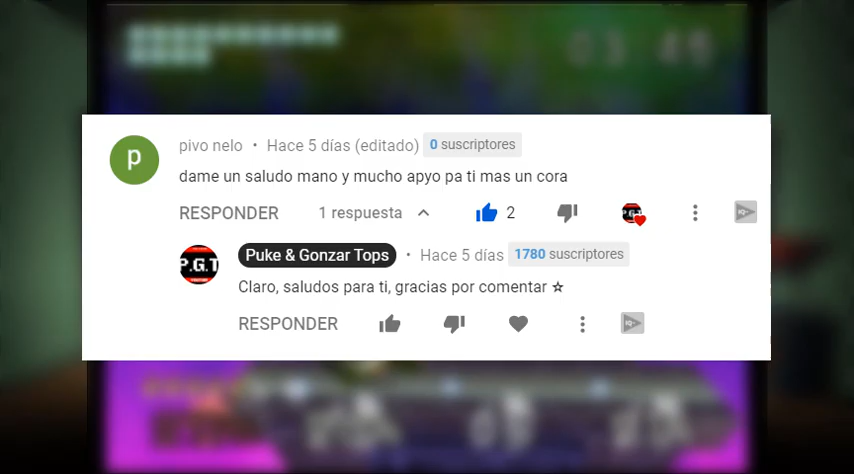 pivo nelo • Hace 5 días (editado) 0 suscriptores
P
dame un saludo mano y mucho apyo pa ti mas un cora
RESPONDER 1 respuesta 2
P.G.T
Puke & Gonzar Tops • Hace 5 días 1780 suscriptores
P.G.T
Claro, saludos para ti, gracias por comentar ☆
RESPONDER